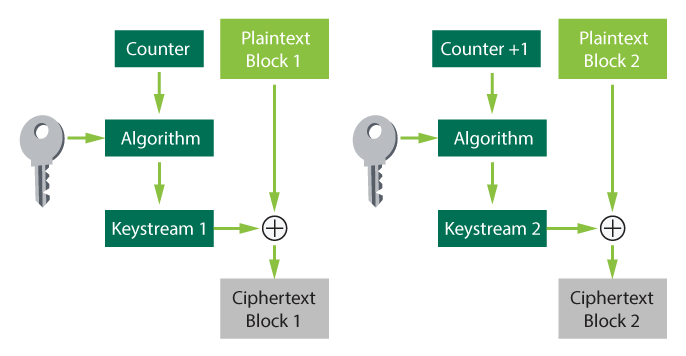 Counter
Plaintext
Block 1
Algorithm
Keystream 1
Ciphertext
Block 1
Counter +1
Plaintext
Block 2
Algorithm
Keystream 2
Ciphertext
Block 2